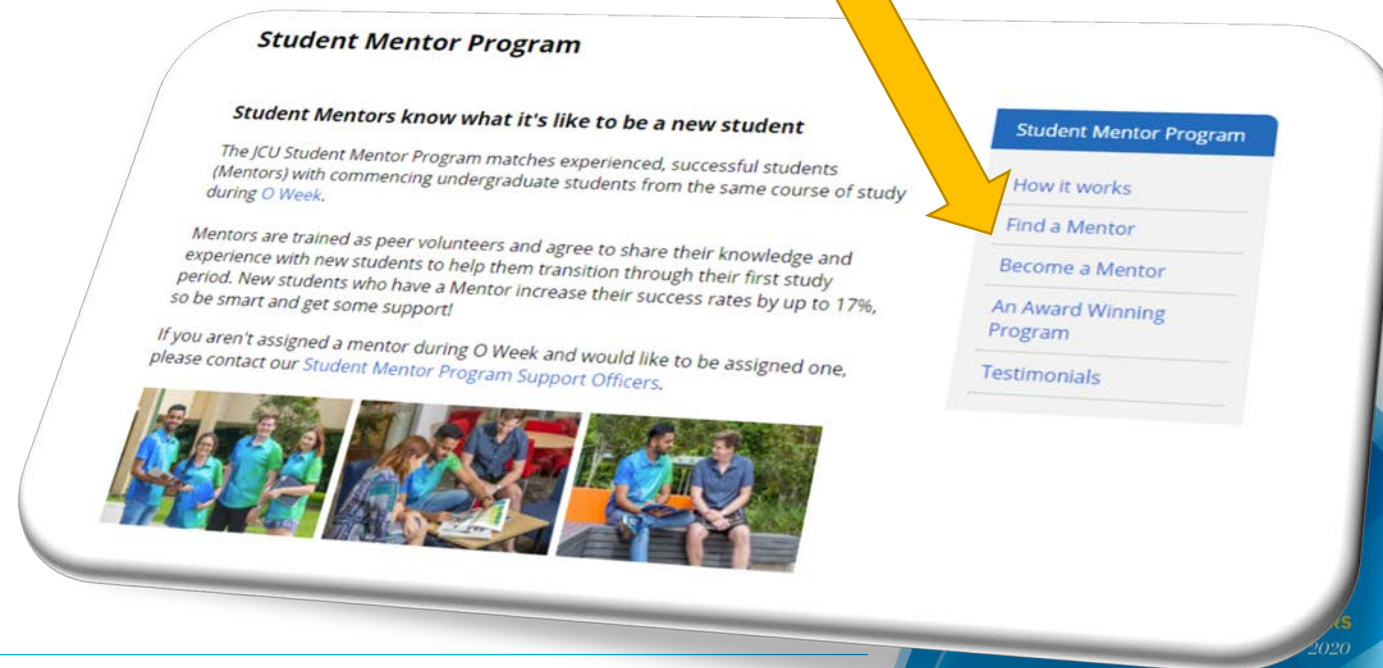 Student Mentor Program
Student Mentors know what it's like to be a new student
The JCU Student Mentor Program matches experienced, successful students
(Mentors) with commencing undergraduate students from the same course of study
during O Week.
Mentors are trained as peer volunteers and agree to share their knowledge and
experience with new students to help them transition through their first study
period. New students who have a Mentor increase their success rates by up to 17%,
so be smart and get some support!
If you aren't assigned a mentor during O Week and would like to be assigned one,
please contact our Student Mentor Program Support Officers.
Student Mentor Program
How it works
Find a Mentor
Become a Mentor
An Award Winning
Program
Testimonials
2020